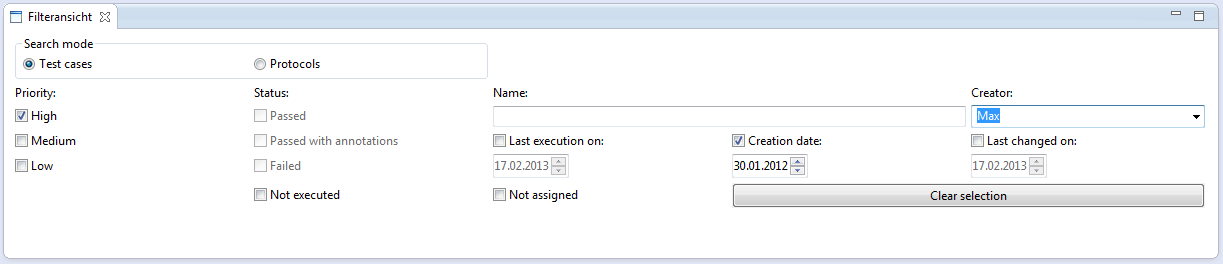 Filteransicht
Search mode
Test cases Protocols
Priority: Status: Name: Creator:
High Passed Max
Medium Passed with annotations Last execution on: Creation date: Last changed on:
Low Failed 17.02.2013 30.01.2012 17.02.2013
Not executed Not assigned Clear selection